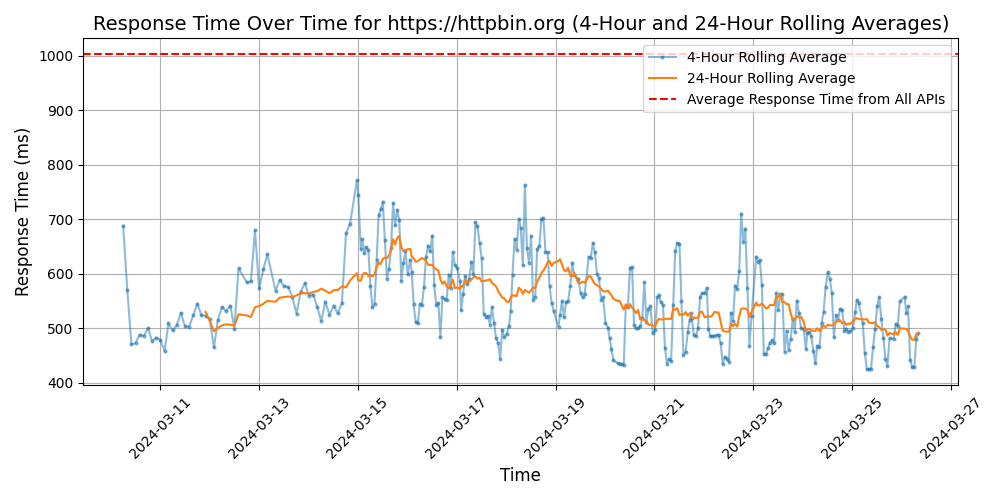 Response Time Over Time for https://httpbin.org (4-Hour and 24-Hour Rolling Averages)
4-Hour Rolling Average
24-Hour Rolling Average
Average Response Time from All APIs
Response Time (ms)
1000
900
800
700
600
500
400
2024-03-11
2024-03-13
2024-03-15
2024-03-17
2024-03-19
2024-03-21
2024-03-23
2024-03-25
2024-03-27
Time